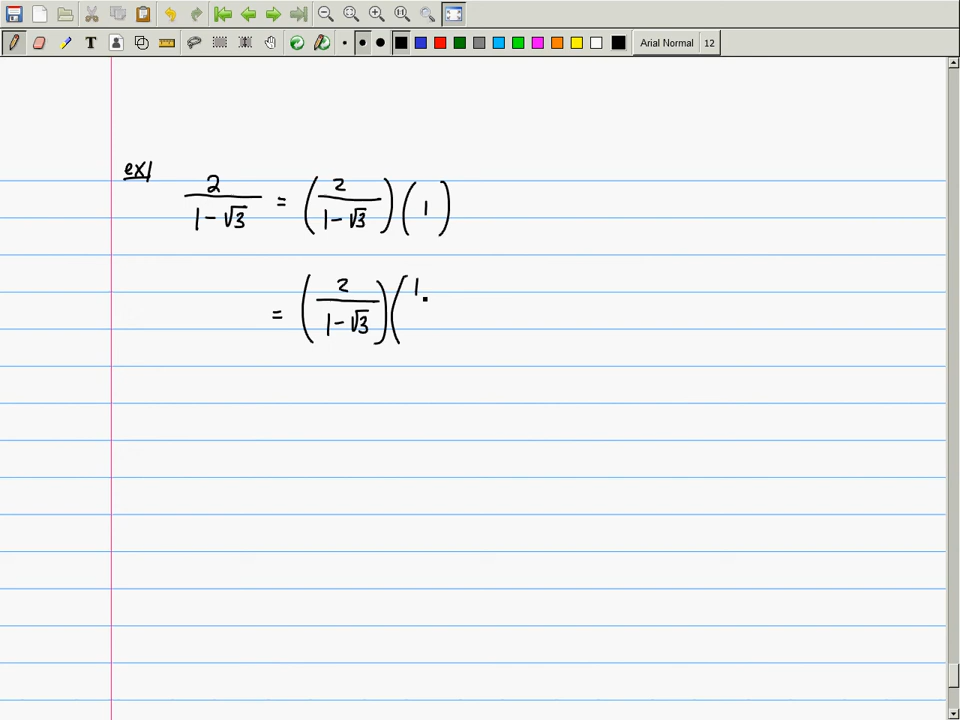 Arial Normal 12
ex1 2/(1-√3) = (2/(1-√3))(1)
= (2/(1-√3))(1